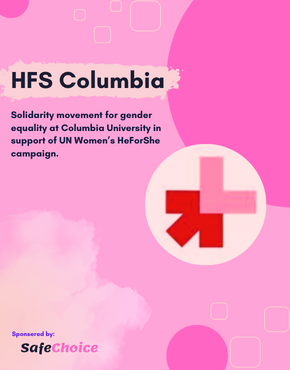 HFS Columbia
Solidarity movement for gender
equality at Columbia University in
support of UN Women's HeForShe
campaign.
Sponsored by:
SafeChoice